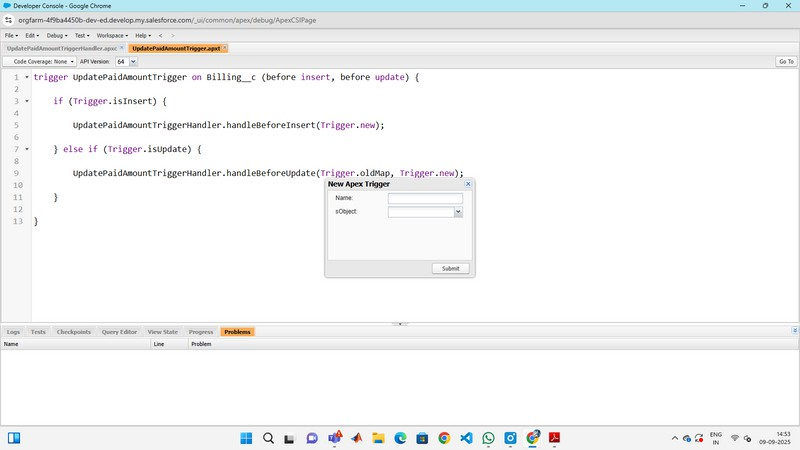 Developer Console - Google Chrome
orgfarm-4f9ba4450b-dev-ed.develop.my.salesforce.com/_ui/common/apex/debug/ApexCSIPage
File Edit Debug Test Workspace Help < >
UpdatePaidAmountTriggerHandler.apxc UpdatePaidAmountTrigger.apxt
Code Coverage: None API Version: 64 Go To
1 trigger UpdatePaidAmountTrigger on Billing__c (before insert, before update) {
2
3 if (Trigger.isInsert) {
4
5 UpdatePaidAmountTriggerHandler.handleBeforeInsert(Trigger.new);
6
7 } else if (Trigger.isUpdate) {
8
9 UpdatePaidAmountTriggerHandler.handleBeforeUpdate(Trigger.oldMap, Trigger.new);
10
11 }
12
13 }
New Apex Trigger
Name:
sObject:
Submit
Logs Tests Checkpoints Query Editor View State Progress Problems
Name Line Problem
ENG
IN
14:53
09-09-2025